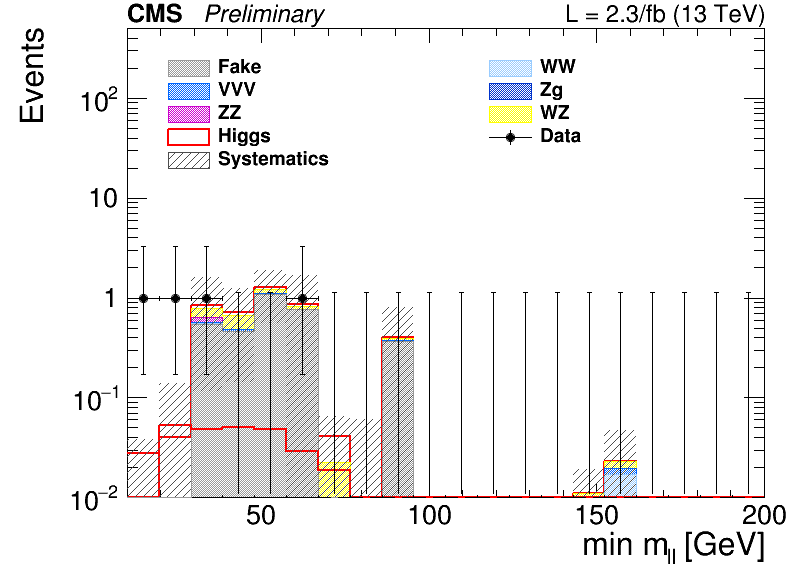 CMS Preliminary L = 2.3/fb (13 TeV)
Events
Fake WW
VVV Zg
ZZ WZ
Higgs Data
Systematics
10²
10
1
10⁻¹
10⁻²
50 100 150 200
min m_ll [GeV]